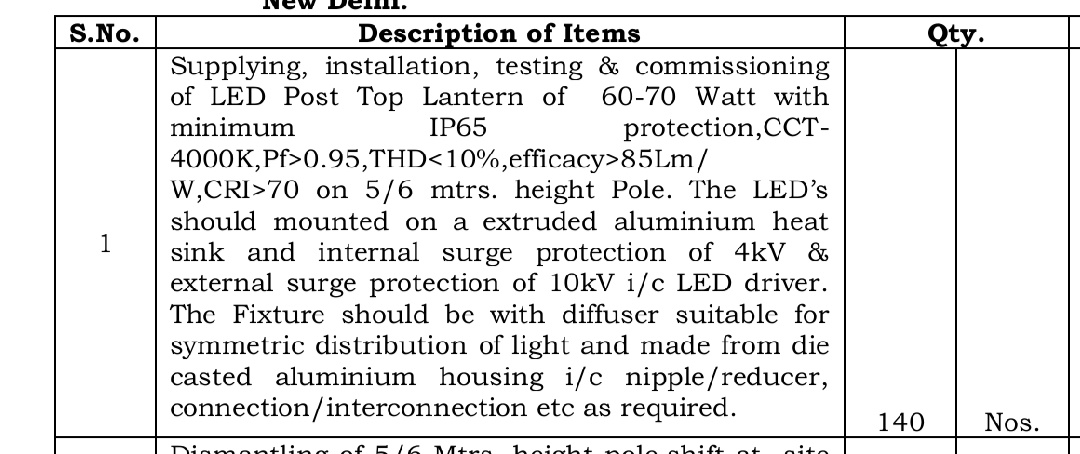 New Delhi.
S.No. Description of Items Qty.
Supplying, installation, testing & commissioning
of LED Post Top Lantern of 60-70 Watt with
minimum IP65 protection,CCT-
4000K,Pf>0.95,THD<10%,efficacy>85Lm/
W,CRI>70 on 5/6 mtrs. height Pole. The LED's
should mounted on a extruded aluminium heat
1
sink and internal surge protection of 4kV &
external surge protection of 10kV i/c LED driver.
The Fixture should be with diffuser suitable for
symmetric distribution of light and made from die
casted aluminium housing i/c nipple/reducer,
connection/interconnection etc as required.
140 Nos.
Dismantling of 5/6 Mtrs. height pole shift at site